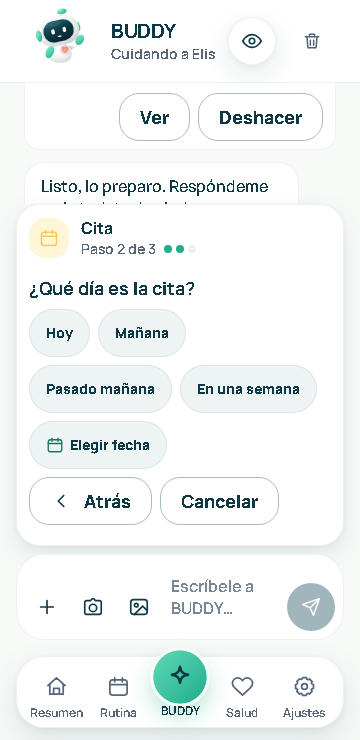 BUDDY
Cuidando a Elis
Ver
Deshacer
Listo, lo preparo. Respóndeme
Cita
Paso 2 de 3
¿Qué día es la cita?
Hoy
Mañana
Pasado mañana
En una semana
Elegir fecha
Atrás
Cancelar
Escríbele a
BUDDY...
Resumen
Rutina
BUDDY
Salud
Ajustes